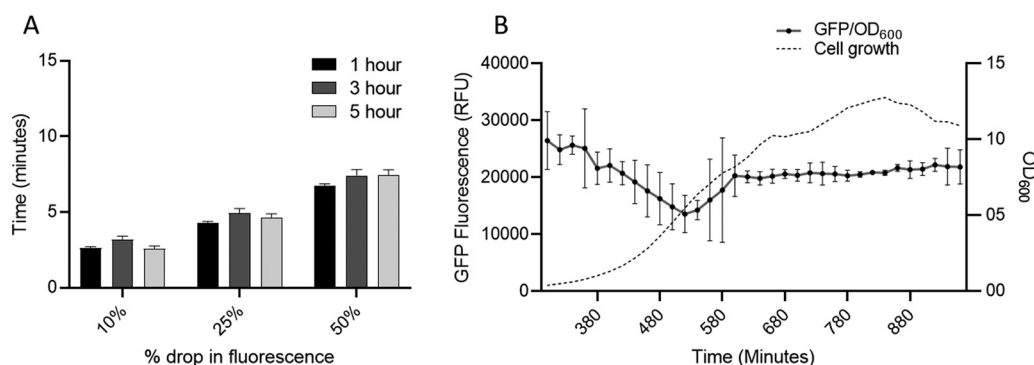 A
15
10
5
0
Time (minutes)
1 hour
3 hour
5 hour
10%
25%
50%
% drop in fluorescence
B
GFP/OD600
Cell growth
40000
30000
20000
10000
0
GFP Fluorescence (RFU)
15
10
05
00
OD600
380
480
580
680
780
880
Time (Minutes)